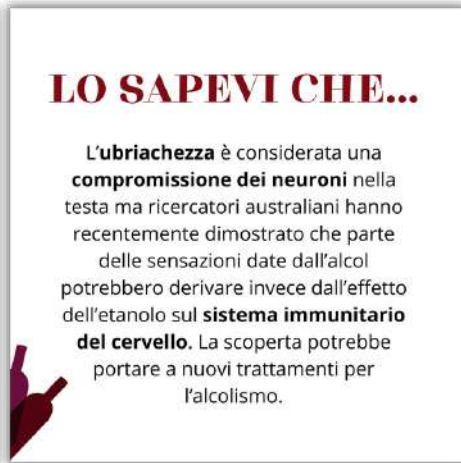 LO SAPEVI CHE...
L'ubriachezza è considerata una
compromissione dei neuroni nella
testa ma ricercatori australiani hanno
recentemente dimostrato che parte
delle sensazioni date dall'alcol
potrebbero derivare invece dall'effetto
dell'etanolo sul sistema immunitario
del cervello. La scoperta potrebbe
portare a nuovi trattamenti per
l'alcolismo.